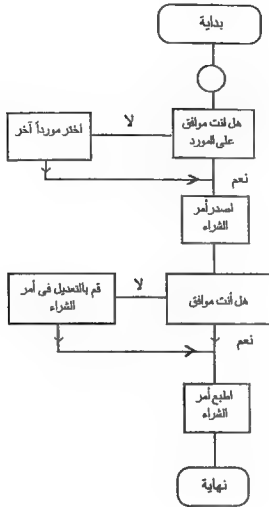 بداية
هل أنت موافق
على المورد
لا
اختر مورداً آخر
نعم
اصدر أمر
الشراء
هل أنت موافق
لا
قم بالتعديل فى أمر
الشراء
نعم
اطبع أمر
الشراء
نهاية